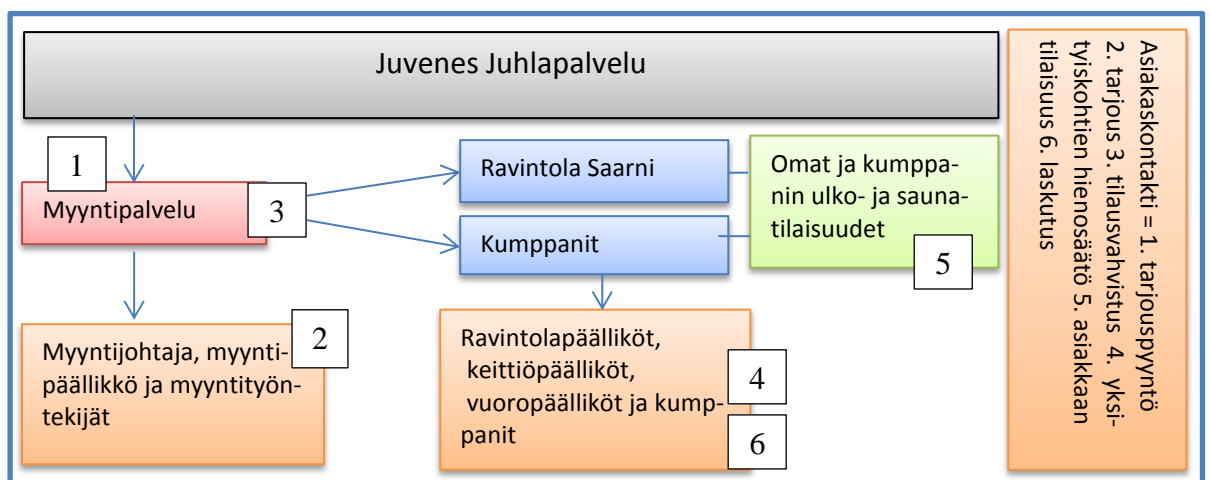 Juvenes Juhlapalvelu
1
Myyntipalvelu
3
Ravintola Saarni
Kumppanit
Omat ja kumppa-
nin ulko- ja sauna-
tilaisuudet
5
Myyntijohtaja, myynti-
päällikkö ja myyntityön-
tekijät
2
Ravintolapäälliköt,
keittiöpäälliköt,
vuoropäälliköt ja kump-
panit
4
6
Asiakaskontakti = 1. tarjouspyyntö
2. tarjous 3. tilausvahvistus 4. yksi-
tyiskohtien hienosäätö 5. asiakkaan
tilaisuus 6. laskutus